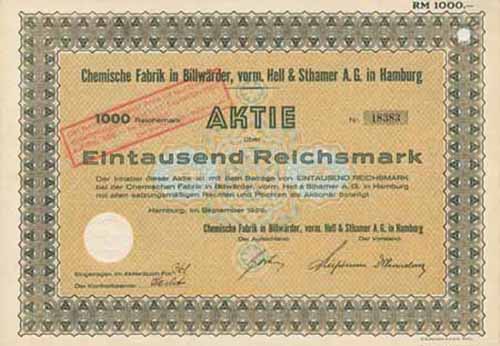 RM 1000.-
Chemische Fabrik in Billwärder, vorm. Hell & Sthamer A.G. in Hamburg
1000 Reichsmark
AKTIE
Nr. 18383
über
Eintausend Reichsmark
Der Inhaber dieser Aktie ist mit dem Betrage von EINTAUSEND REICHSMARK
bei der Chemischen Fabrik in Billwärder, vorm. Hell & Sthamer A. G. in Hamburg
mit allen satzungsmäßigen Rechten und Pflichten als Aktionär beteiligt.
Hamburg, im September
Chemische Fabrik in Billwärder, vorm. Hell & Sthamer A. G. in Hamburg
Der Aufsichtsrat Der Vorstand
Eingetragen im Aktienbuch Fol.
Der Kontrollbeamte: